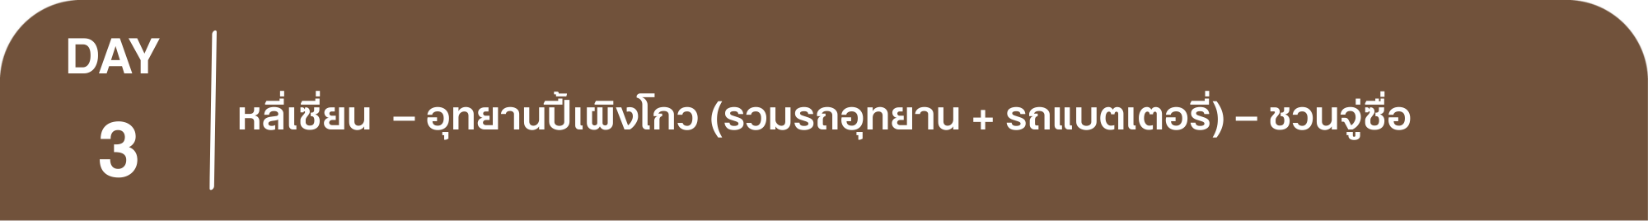 DAY
3
หลี่เซี่ยน – อุทยานปี้เผิงโกว (รวมรถอุทยาน + รถแบตเตอรี่) – ชวนจู่ซื่อ